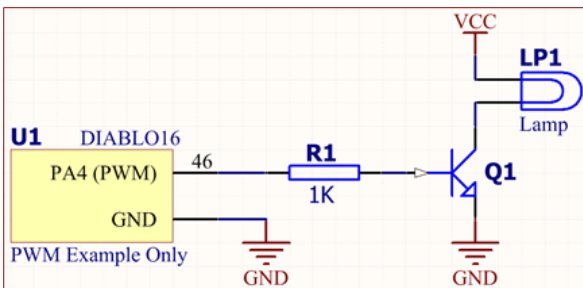 VCC
LP1
Lamp
U1 DIABLO16
PA4 (PWM) 46
R1
1K
Q1
GND
PWM Example Only
GND
GND